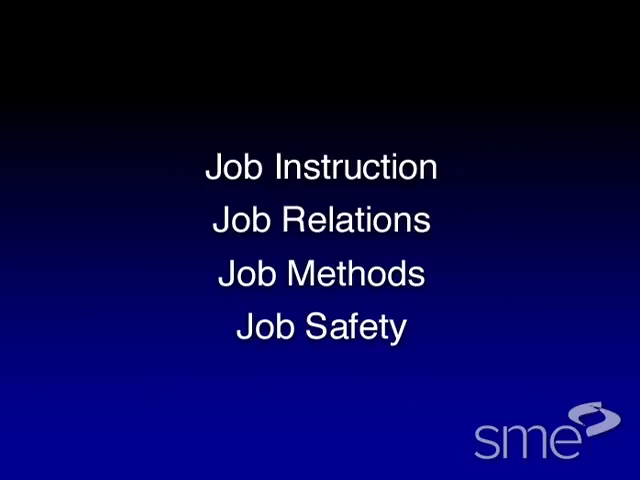 Job Instruction
Job Relations
Job Methods
Job Safety
sme